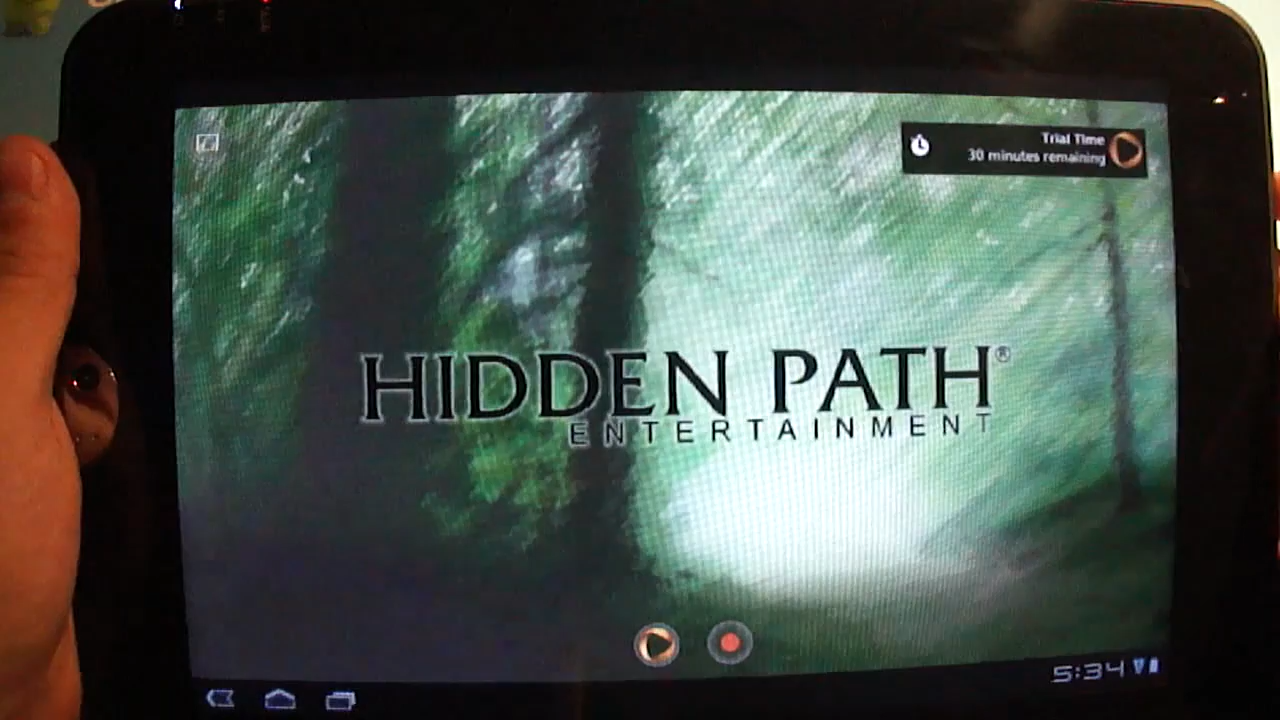 Trial Time
30 minutes remaining
HIDDEN PATH®
ENTERTAINMENT
5:34